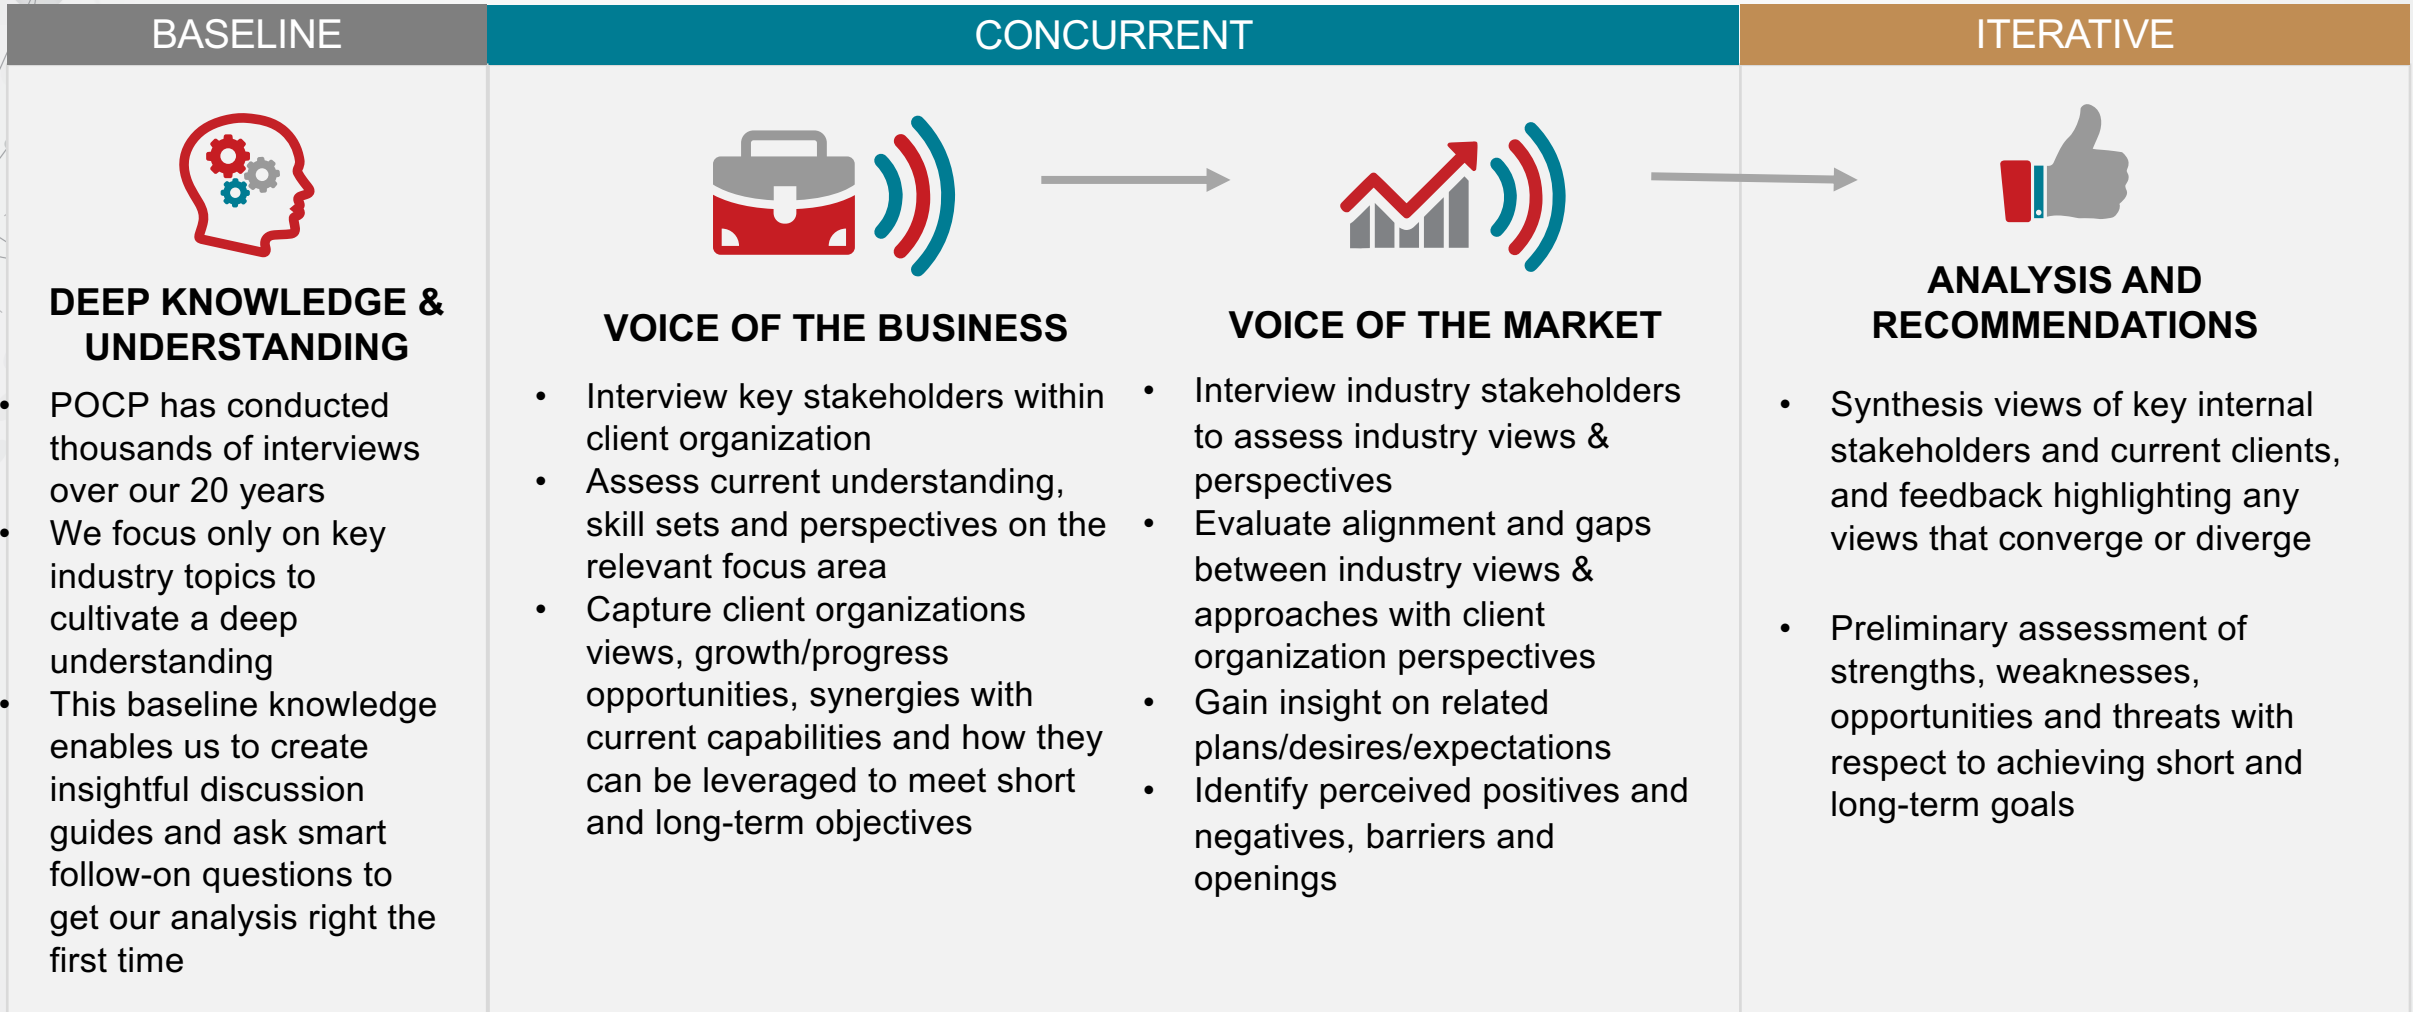 BASELINE
CONCURRENT
ITERATIVE
DEEP KNOWLEDGE &
UNDERSTANDING
• POCP has conducted
thousands of interviews
over our 20 years
• We focus only on key
industry topics to
cultivate a deep
understanding
• This baseline knowledge
enables us to create
insightful discussion
guides and ask smart
follow-on questions to
get our analysis right the
first time
VOICE OF THE BUSINESS
• Interview key stakeholders within
client organization
• Assess current understanding,
skill sets and perspectives on the
relevant focus area
• Capture client organizations
views, growth/progress
opportunities, synergies with
current capabilities and how they
can be leveraged to meet short
and long-term objectives
VOICE OF THE MARKET
• Interview industry stakeholders
to assess industry views &
perspectives
• Evaluate alignment and gaps
between industry views &
approaches with client
organization perspectives
• Gain insight on related
plans/desires/expectations
• Identify perceived positives and
negatives, barriers and
openings
ANALYSIS AND
RECOMMENDATIONS
• Synthesis views of key internal
stakeholders and current clients,
and feedback highlighting any
views that converge or diverge
• Preliminary assessment of
strengths, weaknesses,
opportunities and threats with
respect to achieving short and
long-term goals